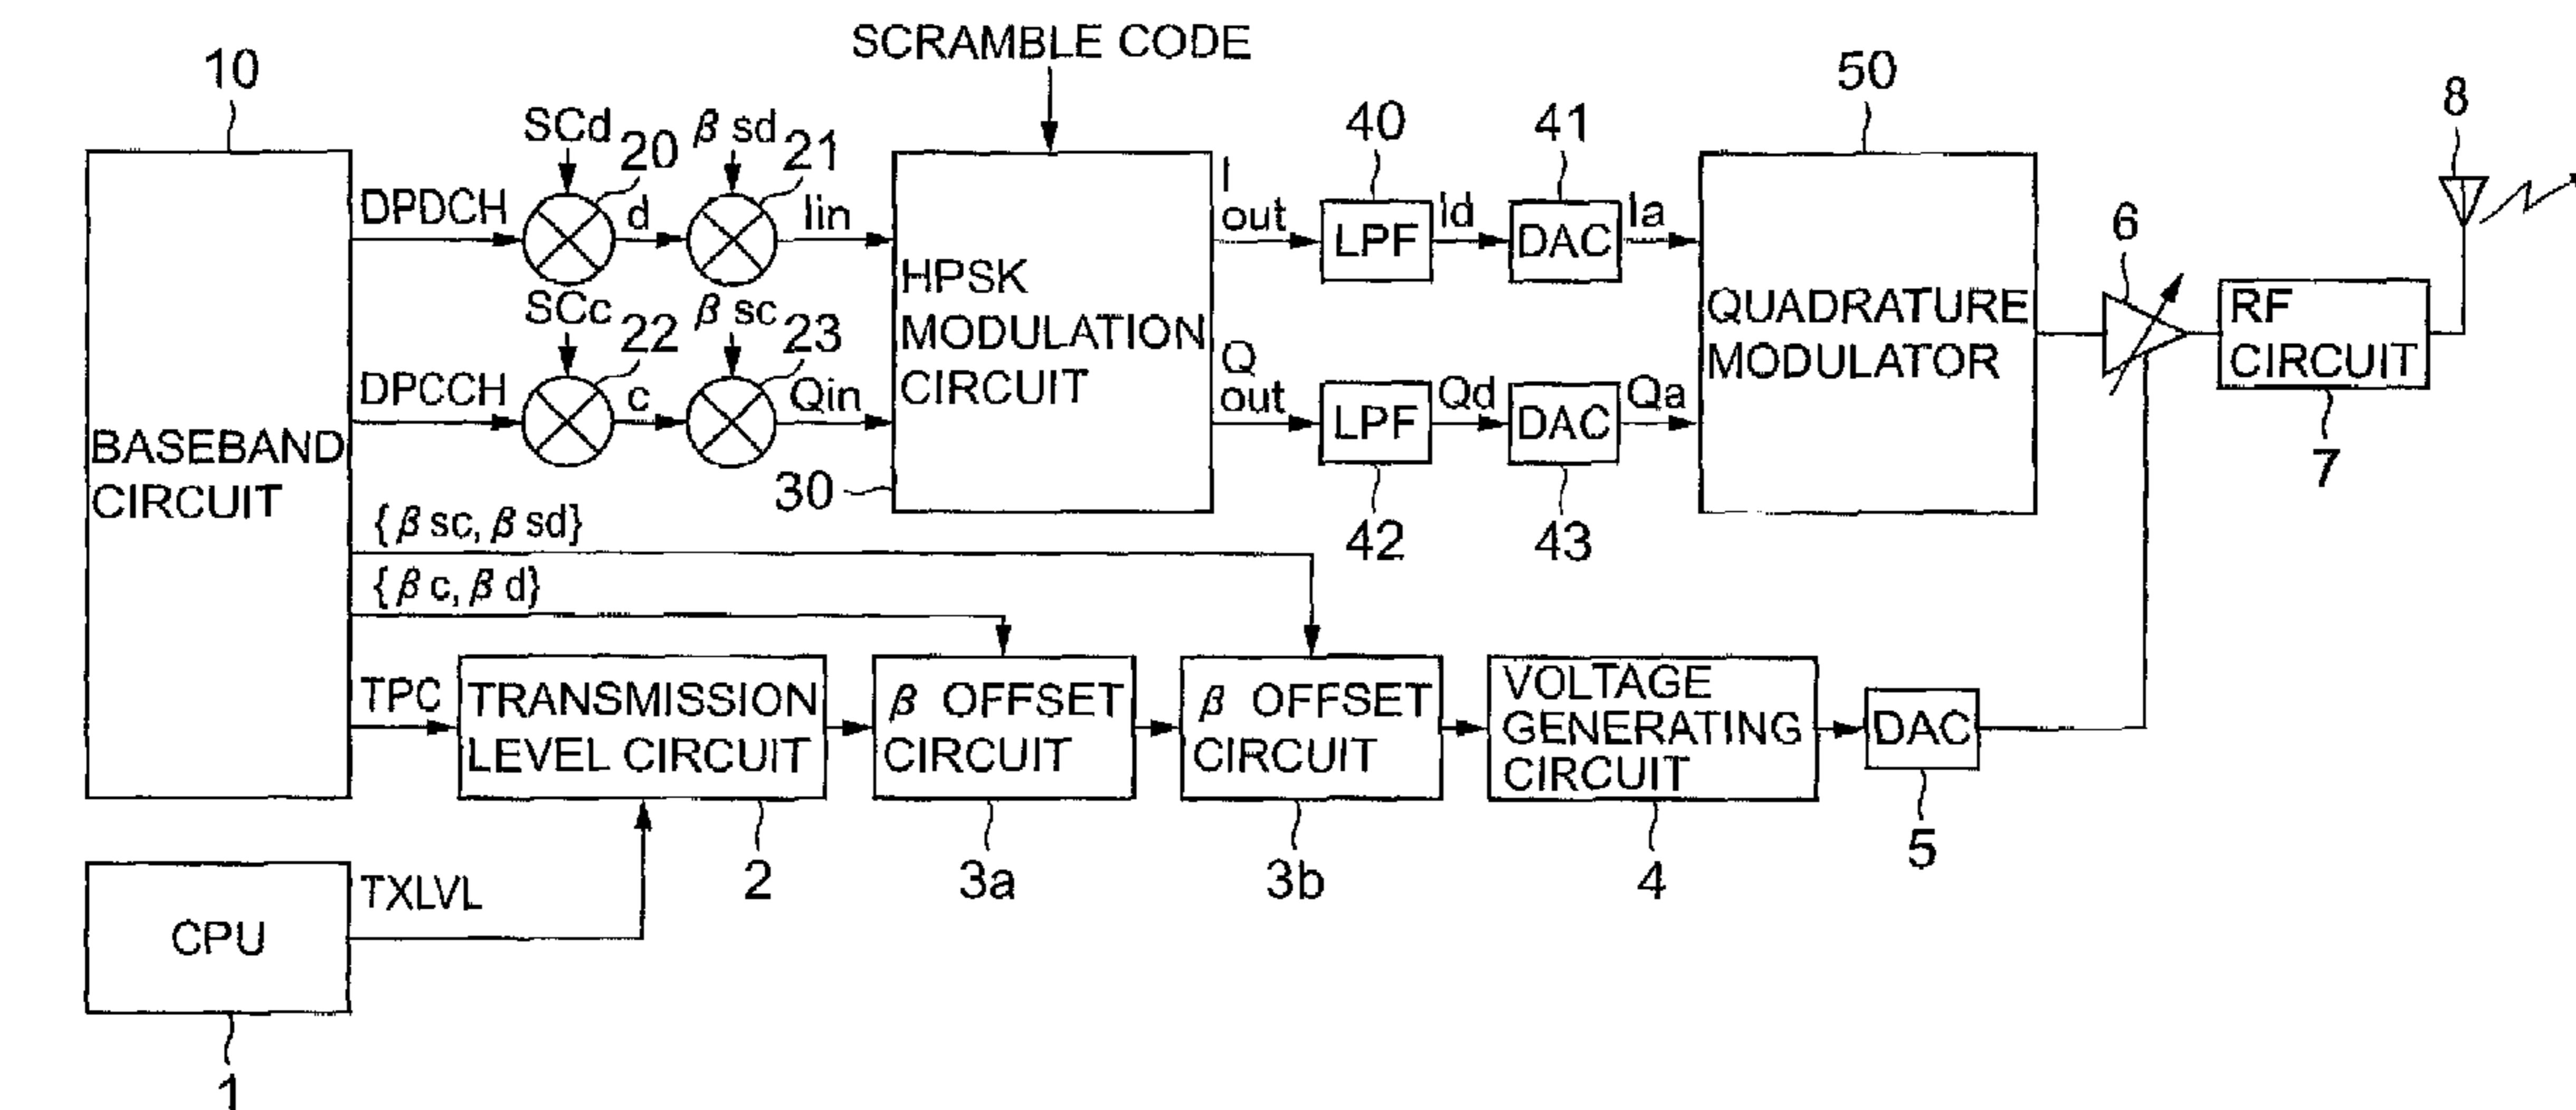 SCRAMBLE CODE
10
50
8
SCd
20
β sd
21
40
41
DPDCH
d
Iin
I
out
LPF
Id
DAC
Ia
6
HPSK
MODULATION
CIRCUIT
QUADRATURE
MODULATOR
RF
CIRCUIT
7
SCc
22
β sc
23
DPCCH
c
Qin
Q
out
LPF
Qd
DAC
Qa
30
42
43
BASEBAND
CIRCUIT
{β sc, β sd}
{β c, β d}
TPC
TRANSMISSION
LEVEL CIRCUIT
β OFFSET
CIRCUIT
β OFFSET
CIRCUIT
VOLTAGE
GENERATING
CIRCUIT
DAC
2
3a
3b
4
5
TXLVL
CPU
1